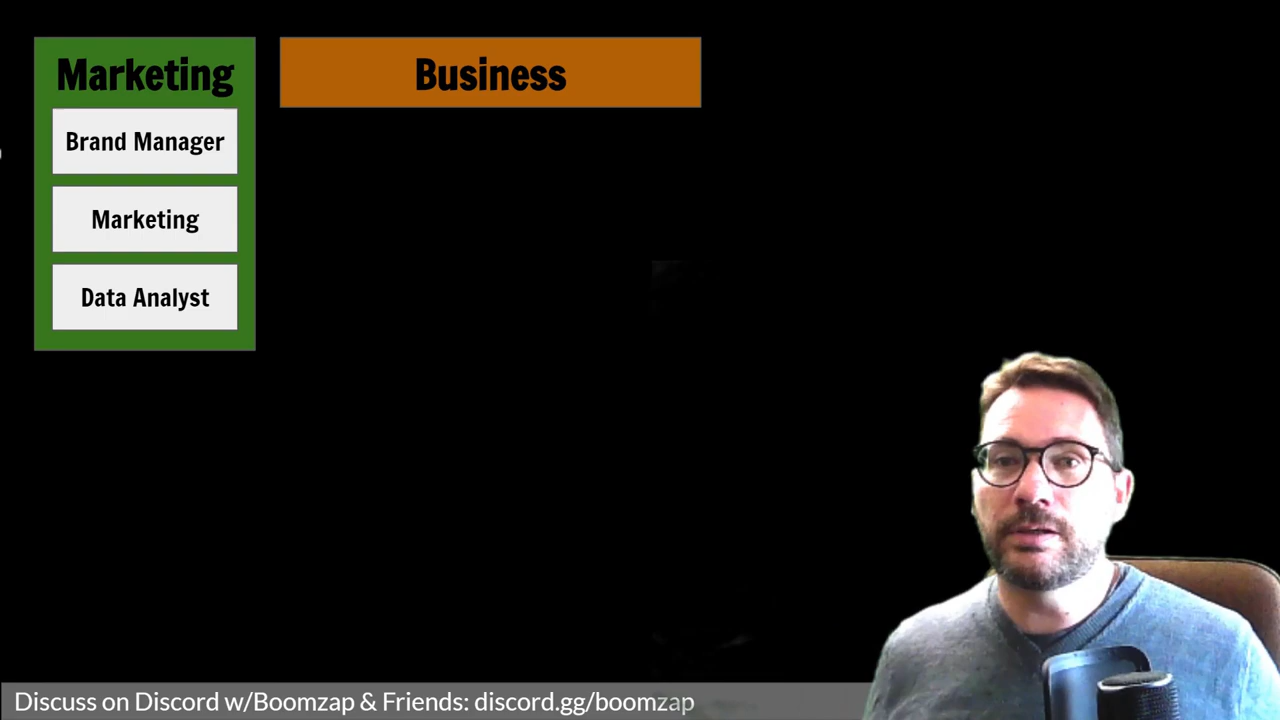 Marketing
Business
Brand Manager
Marketing
Data Analyst
Discuss on Discord w/Boomzap & Friends: discord.gg/boomzap